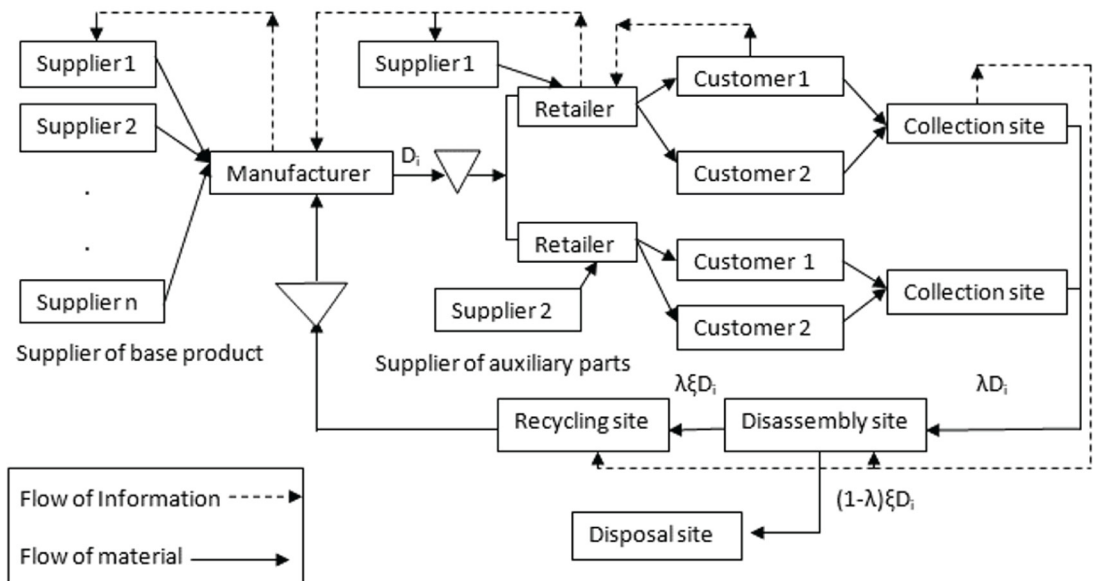 Supplier 1
Supplier 1
Customer 1
Retailer
Supplier 2
Collection site
Dᵢ
Manufacturer
Customer 2
Retailer
Customer 1
Supplier n
Supplier 2
Collection site
Customer 2
Supplier of base product
Supplier of auxiliary parts
λξDᵢ
λDᵢ
Recycling site
Disassembly site
Flow of Information
(1-λ)ξDᵢ
Disposal site
Flow of material